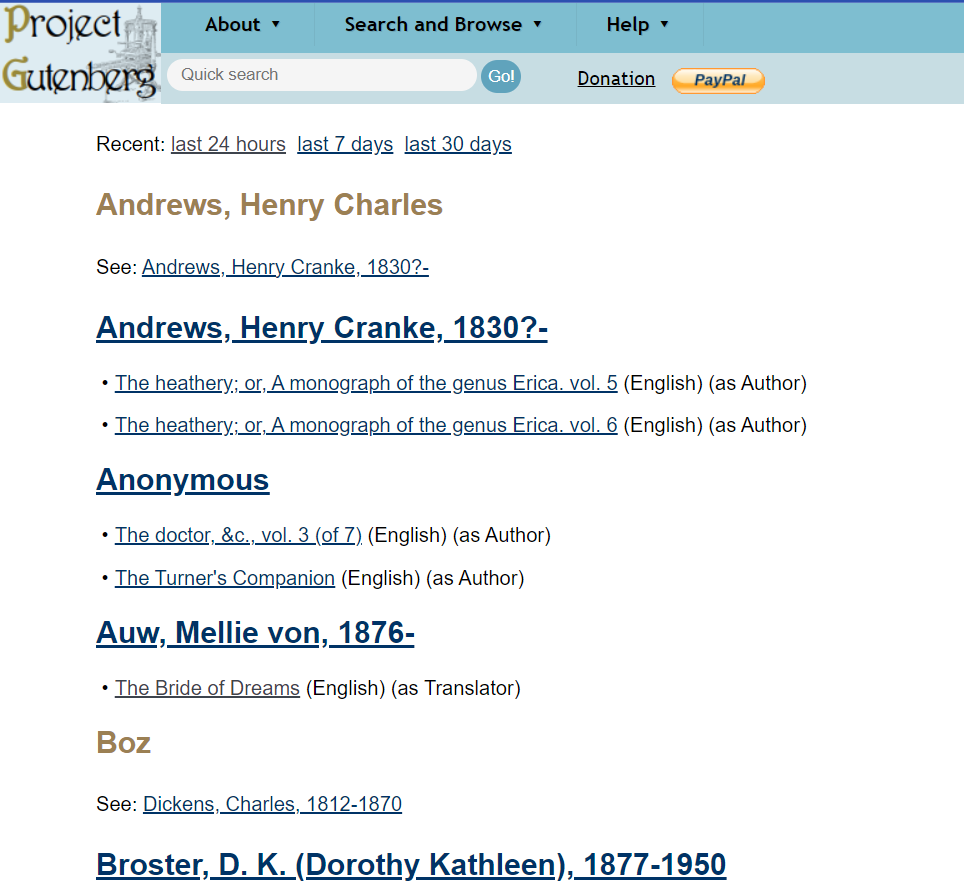 Project Gutenberg
About ▼ Search and Browse ▼ Help ▼
Quick search Go! Donation PayPal
Recent: last 24 hours last 7 days last 30 days
Andrews, Henry Charles
See: Andrews, Henry Cranke, 1830?-
Andrews, Henry Cranke, 1830?-
• The heathery; or, A monograph of the genus Erica. vol. 5 (English) (as Author)
• The heathery; or, A monograph of the genus Erica. vol. 6 (English) (as Author)
Anonymous
• The doctor, &c., vol. 3 (of 7) (English) (as Author)
• The Turner's Companion (English) (as Author)
Auw, Mellie von, 1876-
• The Bride of Dreams (English) (as Translator)
Boz
See: Dickens, Charles, 1812-1870
Broster, D. K. (Dorothy Kathleen), 1877-1950